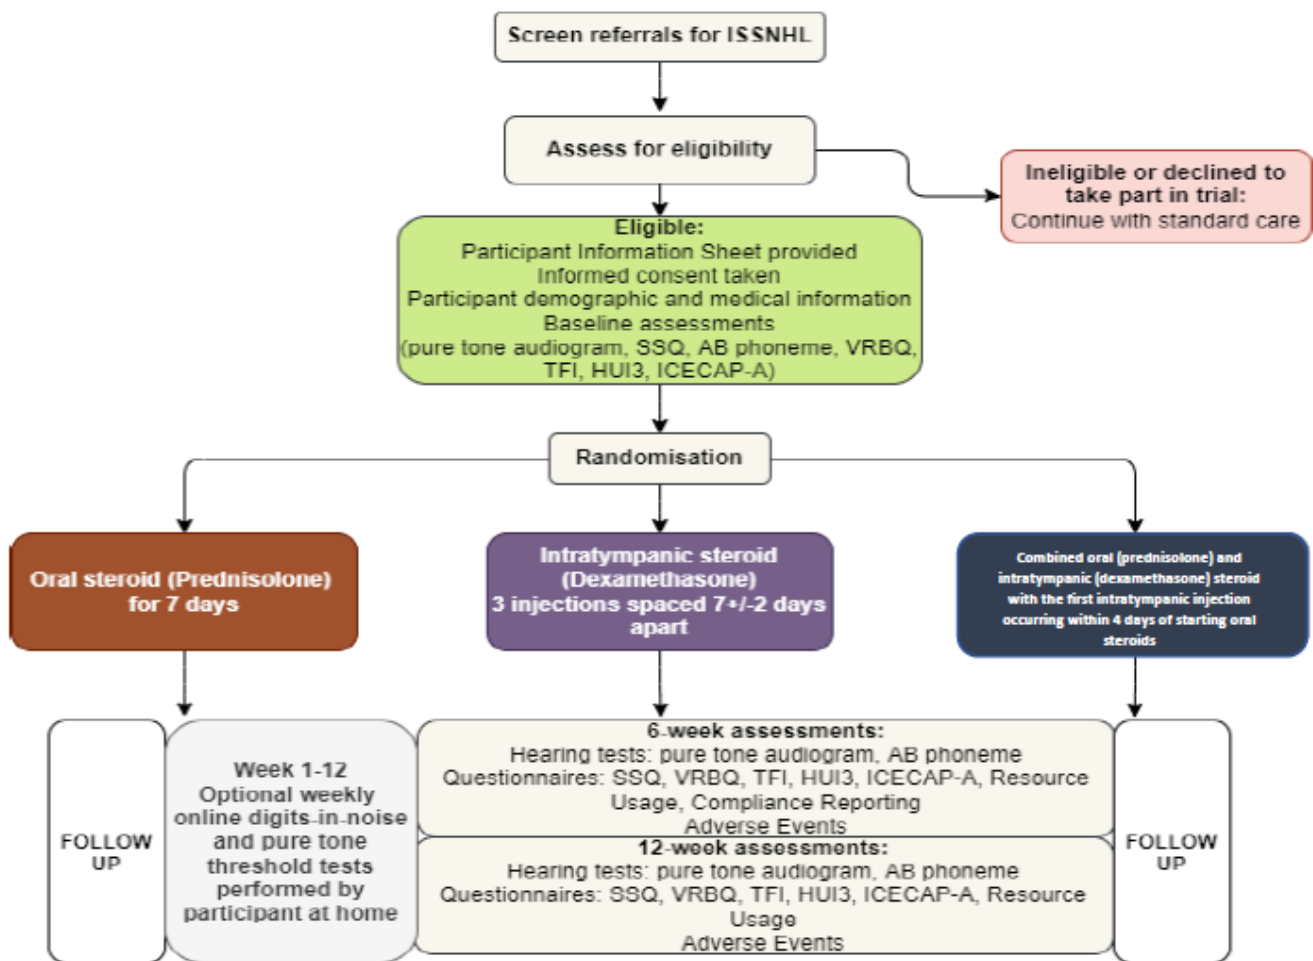 Screen referrals for ISSNHL
Assess for eligibility
Ineligible or declined to
take part in trial:
Continue with standard care
Eligible:
Participant Information Sheet provided
Informed consent taken
Participant demographic and medical information
Baseline assessments
(pure tone audiogram, SSQ, AB phoneme, VRBQ,
TFI, HUI3, ICECAP-A)
Randomisation
Oral steroid (Prednisolone)
for 7 days
Intratympanic steroid
(Dexamethasone)
3 injections spaced 7+/-2 days
apart
Combined oral (prednisolone) and
intratympanic (dexamethasone) steroid
with the first intratympanic injection
occurring within 4 days of starting oral
steroids
FOLLOW
UP
Week 1-12
Optional weekly
online digits-in-noise
and pure tone
threshold tests
performed by
participant at home
6-week assessments:
Hearing tests: pure tone audiogram, AB phoneme
Questionnaires: SSQ, VRBQ, TFI, HUI3, ICECAP-A, Resource
Usage, Compliance Reporting
Adverse Events
12-week assessments:
Hearing tests: pure tone audiogram, AB phoneme
Questionnaires: SSQ, VRBQ, TFI, HUI3, ICECAP-A, Resource
Usage
Adverse Events
FOLLOW
UP